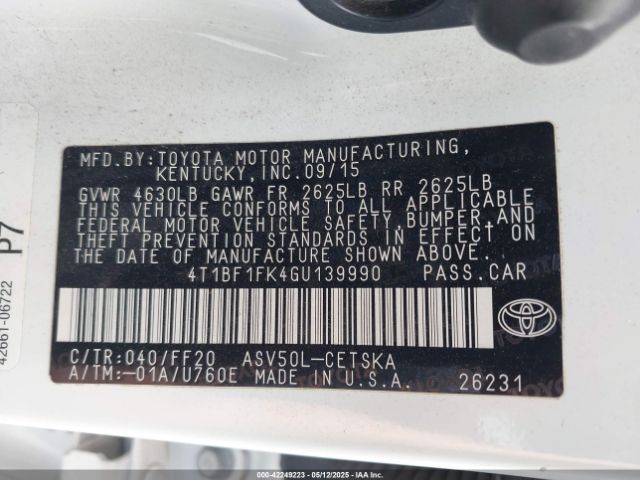 MFD.BY:TOYOTA MOTOR MANUFACTURING,
KENTUCKY, INC.09/15
GVWR 4630LB GAWR FR 2625LB RR 2625LB
THIS VEHICLE CONFORMS TO ALL APPLICABLE
FEDERAL MOTOR VEHICLE SAFETY, BUMPER, AND
THEFT PREVENTION STANDARDS IN EFFECT ON
THE DATE OF MANUFACTURE SHOWN ABOVE.
4T1BF1FK4GU139990 PASS.CAR
C/TR:040/FF20 ASV50L-CETSKA
A/TM:-01A/U760E MADE IN U.S.A. 26231
42661-06722 P7
000-42249223 - 05/12/2025 - IAAI.COM